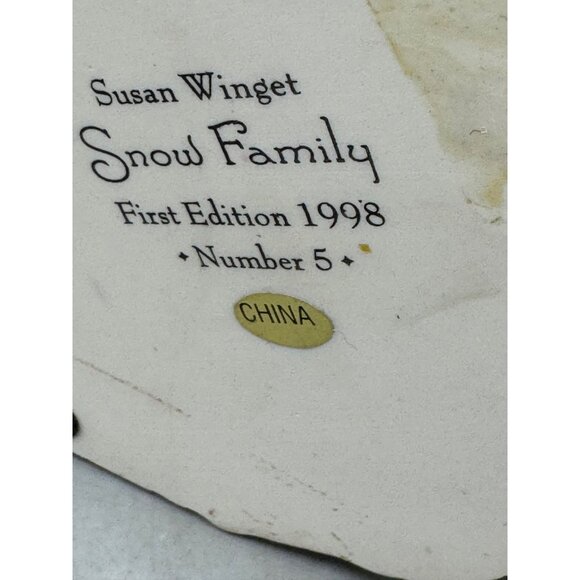 Susan Winget
Snow Family
First Edition 1998
• Number 5 •
CHINA